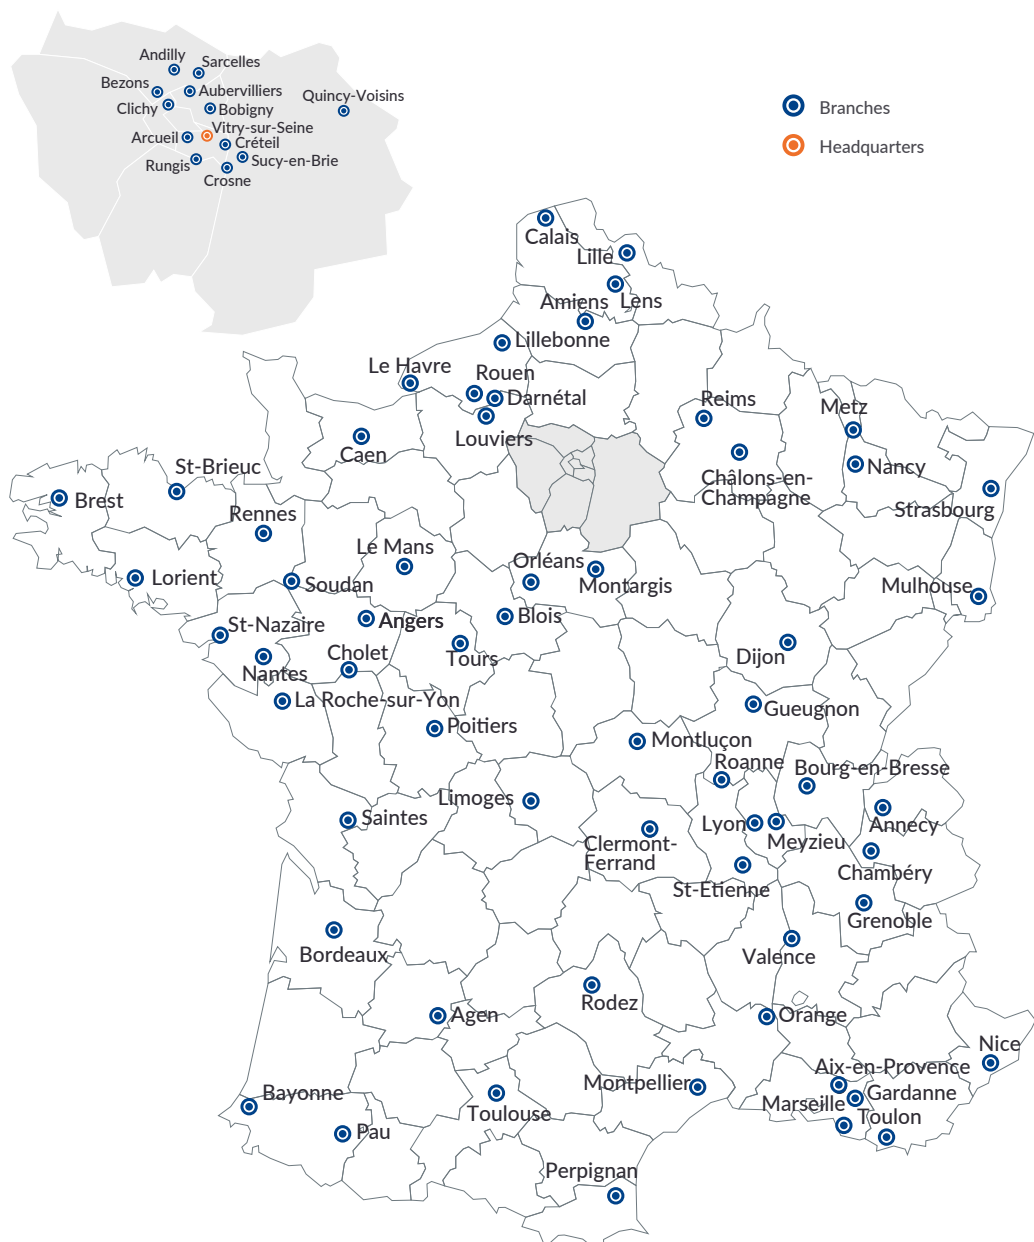 Andilly
Sarcelles
Bezons
Aubervilliers
Quincy-Voisins
Clichy
Bobigny
Vitry-sur-Seine
Arcueil
Créteil
Rungis
Sucy-en-Brie
Crosne
Branches
Headquarters
Calais
Lille
Amiens
Lens
Lillebonne
Le Havre
Rouen
Darnétal
Louviers
Reims
Metz
Caen
St-Brieuc
Nancy
Châlons-en-
Champagne
Brest
Rennes
Strasbourg
Le Mans
Orléans
Lorient
Soudan
Montargis
Mulhouse
St-Nazaire
Angers
Blois
Nantes
Cholet
Tours
Dijon
La Roche-sur-Yon
Gueugnon
Poitiers
Montluçon
Roanne
Bourg-en-Bresse
Limoges
Saintes
Lyon
Annecy
Clermont-
Ferrand
Meyzieu
Chambéry
St-Etienne
Grenoble
Bordeaux
Valence
Rodez
Agen
Orange
Nice
Aix-en-Provence
Montpellier
Gardanne
Bayonne
Marseille
Toulouse
Toulon
Pau
Perpignan